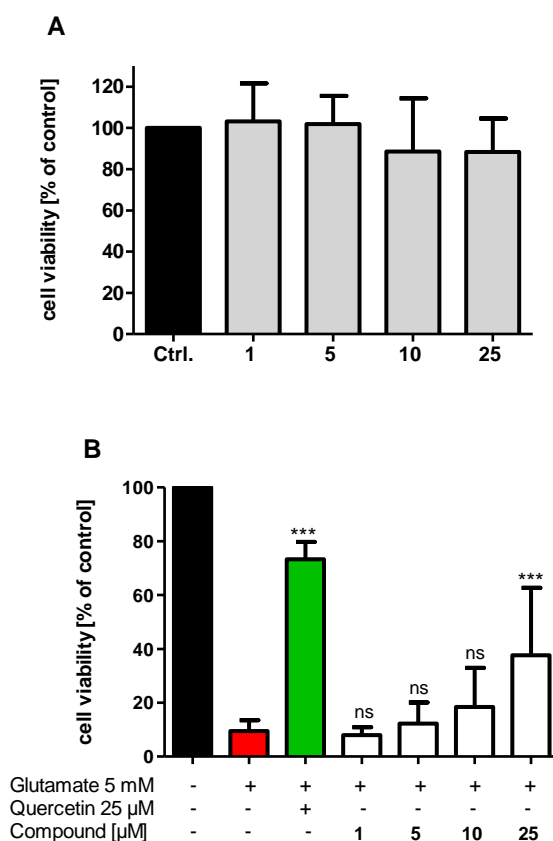 A
cell viability [% of control]
120
100
80
60
40
20
0
Ctrl. 1 5 10 25
B
cell viability [% of control]
100
80
60
40
20
0
***
ns
ns
ns
***
Glutamate 5 mM - + + + + + +
Quercetin 25 µM - - + - - - -
Compound [µM] - - - 1 5 10 25